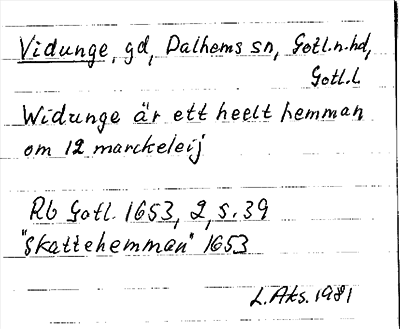 Vidunge, gd, Dalhems sn, Gotl.n.hd,
Gotl.l.
Widunge är ett heelt hemman
om 12 marckeleij
Rb Gotl. 1653, 2, s. 39
"Skattehemman" 1653
L. Aks. 1981